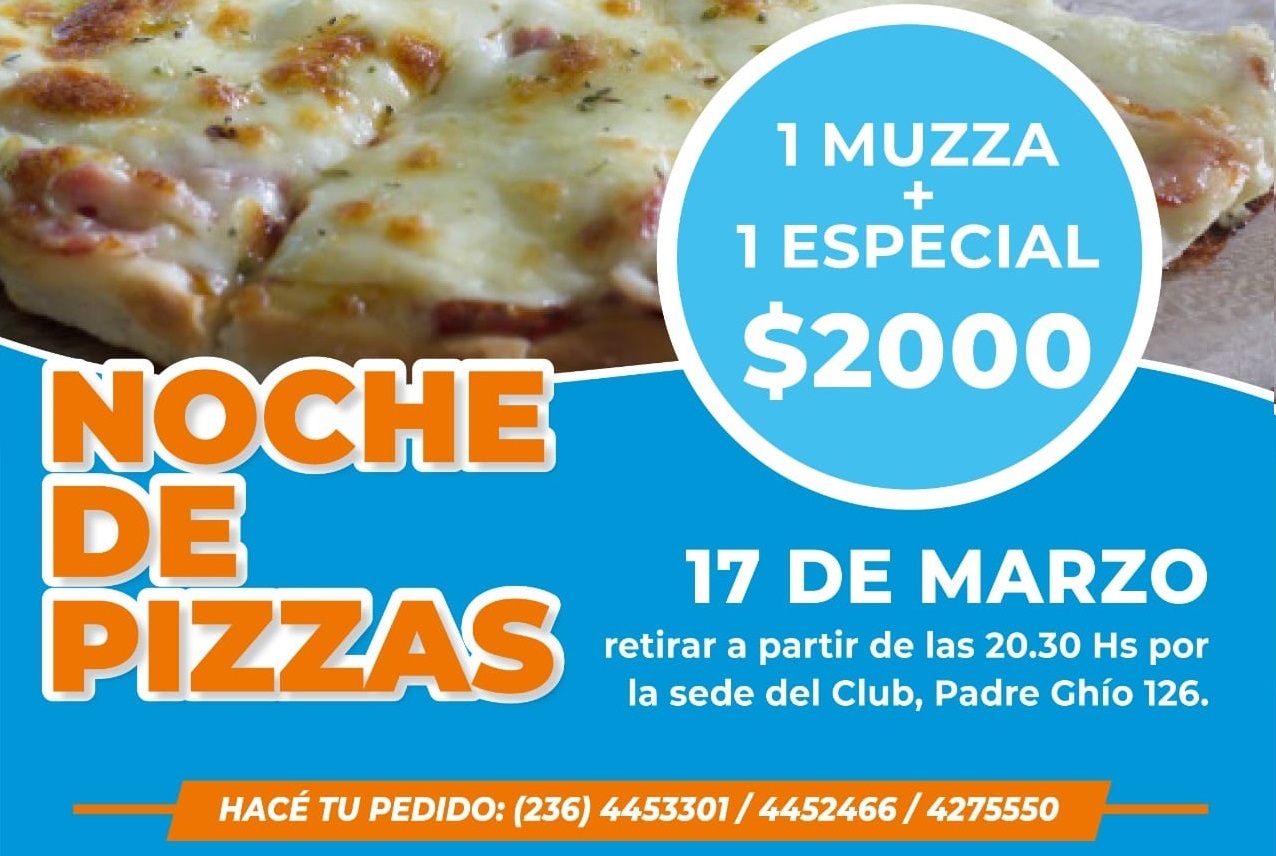 1 MUZZA
+
1 ESPECIAL
$2000
NOCHE
DE
PIZZAS
17 DE MARZO
retirar a partir de las 20.30 Hs por
la sede del Club, Padre Ghío 126.
HACÉ TU PEDIDO: (236) 4453301 / 4452466 / 4275550